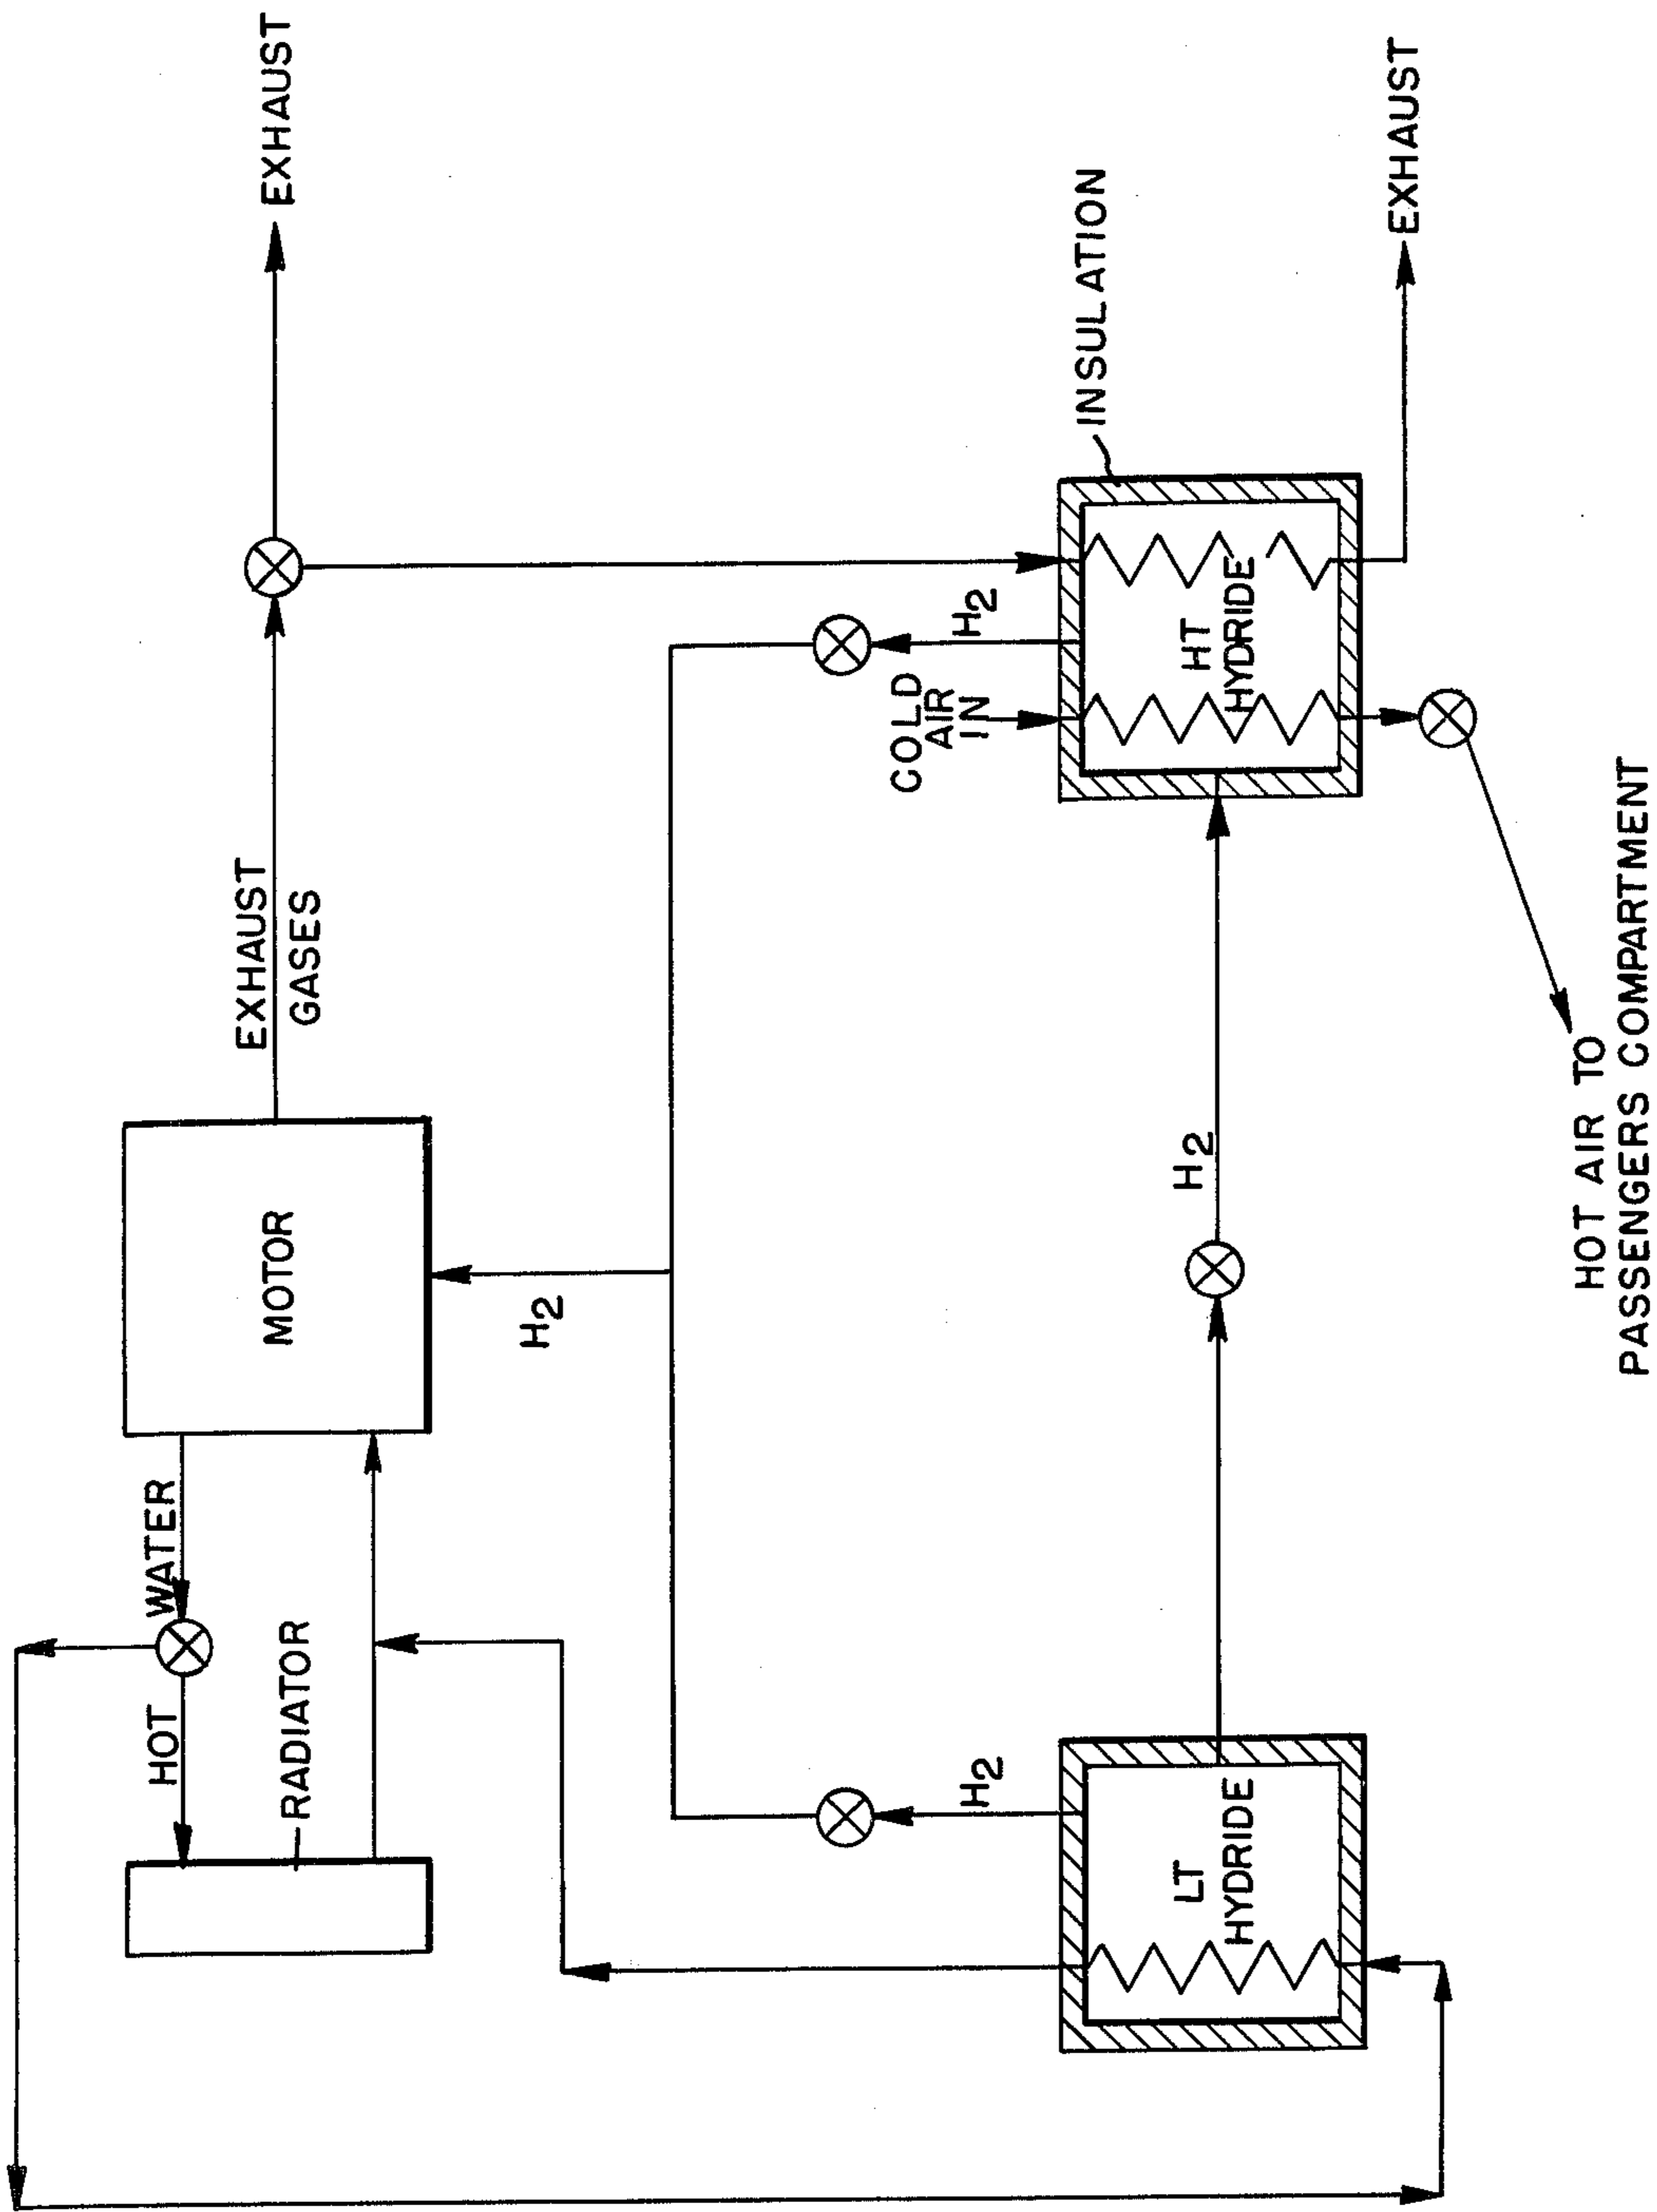 HOT WATER
RADIATOR
MOTOR
EXHAUST
GASES
EXHAUST
H2
H2
COLD
AIR
IN
H2
INSULATION
LT
HYDRIDE
H2
HT
HYDRIDE
EXHAUST
HOT AIR TO
PASSENGERS COMPARTMENT